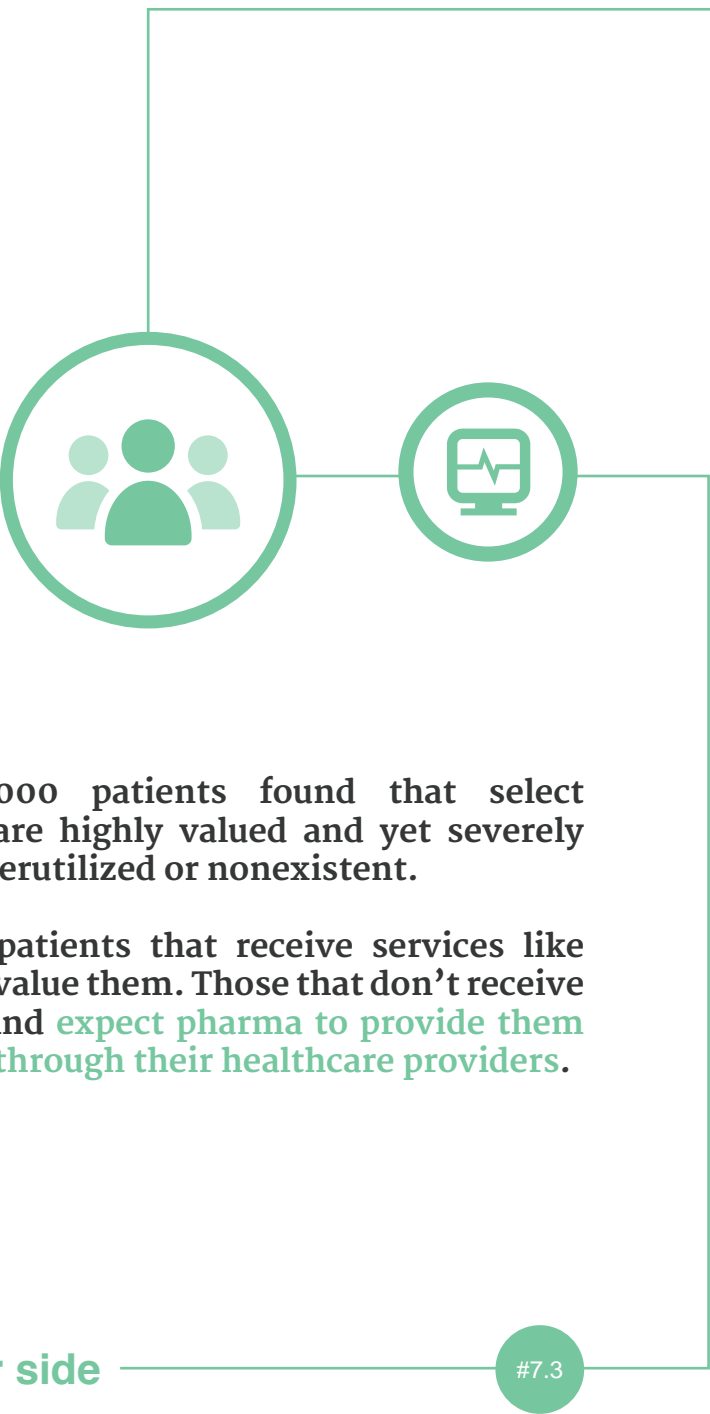 000 patients found that select
are highly valued and yet severely
erutilized or nonexistent.
patients that receive services like
value them. Those that don’t receive
nd expect pharma to provide them
through their healthcare providers.
r side
#7.3